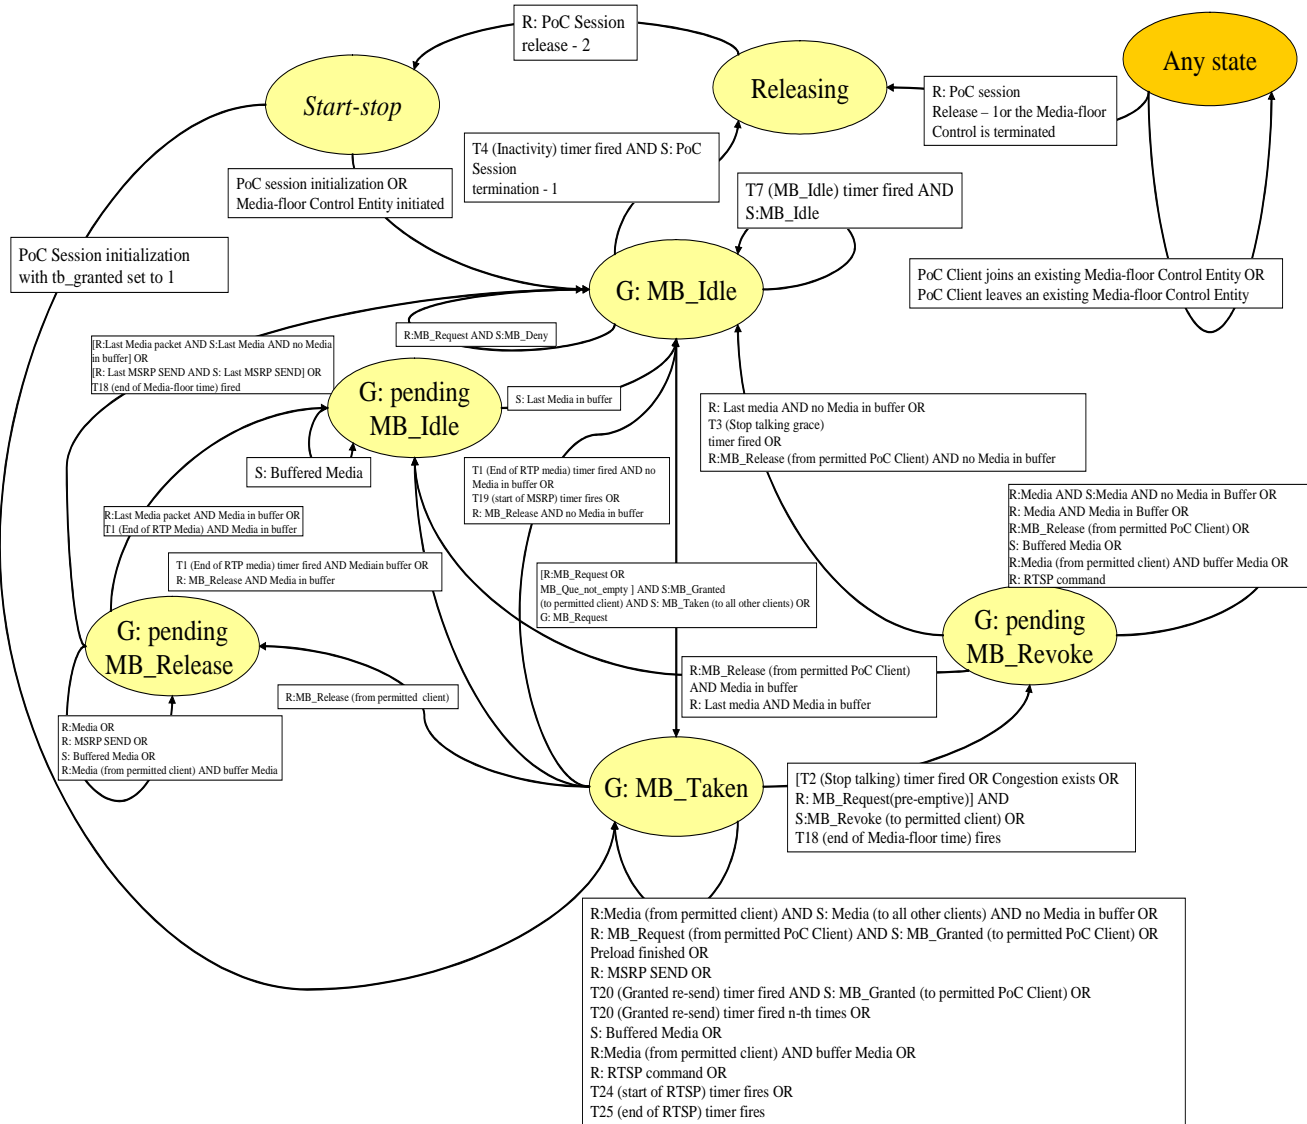 R: PoC Session
release - 2
Any state
Start-stop
Releasing
R: PoC session
Release – 1or the Media-floor
Control is terminated
T4 (Inactivity) timer fired AND S: PoC
Session
termination - 1
PoC session initialization OR
Media-floor Control Entity initiated
T7 (MB_Idle) timer fired AND
S:MB_Idle
PoC Session initialization
with tb_granted set to 1
PoC Client joins an existing Media-floor Control Entity OR
PoC Client leaves an existing Media-floor Control Entity
G: MB_Idle
R:MB_Request AND S:MB_Deny
[R:Last Media packet AND S:Last Media AND no Media
in buffer] OR
[R: Last MSRP SEND AND S: Last MSRP SEND] OR
T18 (end of Media-floor time) fired
G: pending
MB_Idle
S: Last Media in buffer
R: Last media AND no Media in buffer OR
T3 (Stop talking grace)
timer fired OR
R:MB_Release (from permitted PoC Client) AND no Media in buffer
S: Buffered Media
T1 (End of RTP media) timer fired AND no
Media in buffer OR
T19 (start of MSRP) timer fires OR
R: MB_Release AND no Media in buffer
R:Media AND S:Media AND no Media in Buffer OR
R: Media AND Media in Buffer OR
R:MB_Release (from permitted PoC Client) OR
S: Buffered Media OR
R:Media (from permitted client) AND buffer Media OR
R: RTSP command
R:Last Media packet AND Media in buffer OR
T1 (End of RTP Media) AND Media in buffer
T1 (End of RTP media) timer fired AND Mediain buffer OR
R: MB_Release AND Media in buffer
[R:MB_Request OR
MB_Que_not_empty ] AND S:MB_Granted
(to permitted client) AND S: MB_Taken (to all other clients) OR
G: MB_Request
G: pending
MB_Release
G: pending
MB_Revoke
R:MB_Release (from permitted PoC Client)
AND Media in buffer
R: Last media AND Media in buffer
R:MB_Release (from permitted  client)
R:Media OR
R: MSRP SEND OR
S: Buffered Media OR
R:Media (from permitted client) AND buffer Media
G: MB_Taken
[T2 (Stop talking) timer fired OR Congestion exists OR
R: MB_Request(pre-emptive)] AND
S:MB_Revoke (to permitted client) OR
T18 (end of Media-floor time) fires
R:Media (from permitted client) AND S: Media (to all other clients) AND no Media in buffer OR
R: MB_Request (from permitted PoC Client) AND S: MB_Granted (to permitted PoC Client) OR
Preload finished OR
R: MSRP SEND OR
T20 (Granted re-send) timer fired AND S: MB_Granted (to permitted PoC Client) OR
T20 (Granted re-send) timer fired n-th times OR
S: Buffered Media OR
R:Media (from permitted client) AND buffer Media OR
R: RTSP command OR
T24 (start of RTSP) timer fires OR
T25 (end of RTSP) timer fires